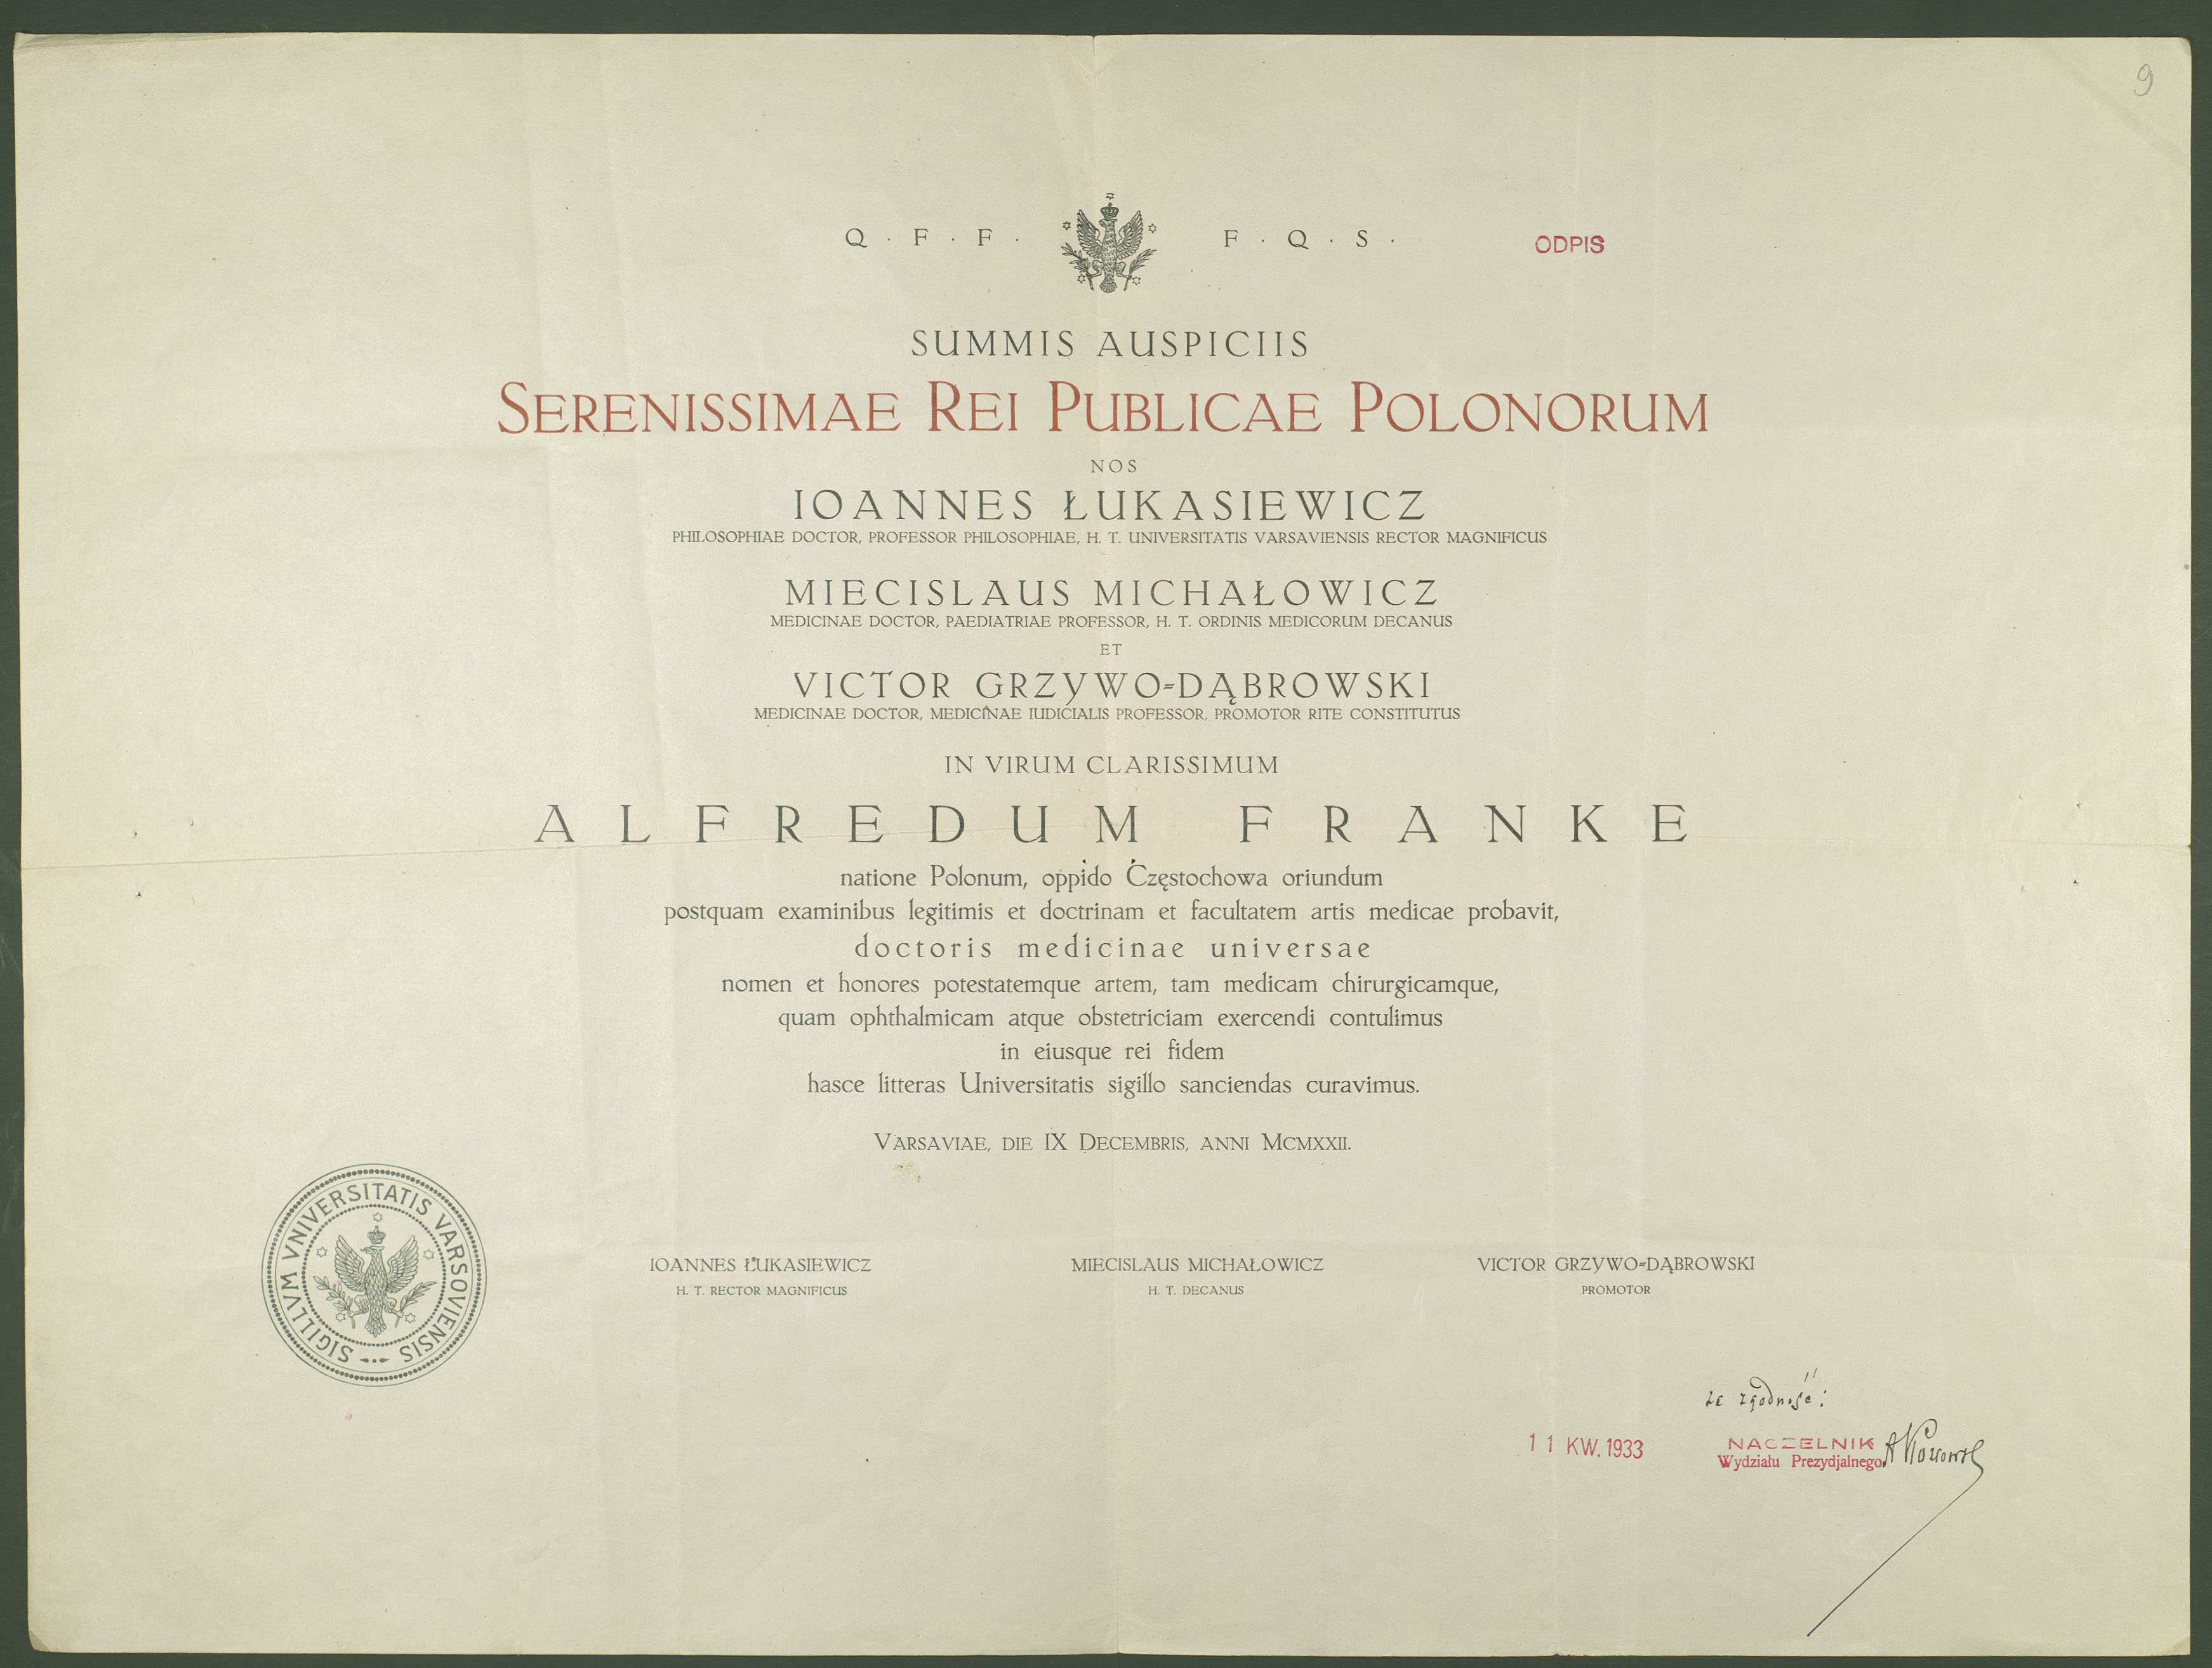 9
Q · F · F · F · Q · S ·
ODPIS
SUMMIS AUSPICIIS
SERENISSIMAE REI PUBLICAE POLONORUM
NOS
IOANNES ŁUKASIEWICZ
PHILOSOPHIAE DOCTOR, PROFESSOR PHILOSOPHIAE, H. T. UNIVERSITATIS VARSAVIENSIS RECTOR MAGNIFICUS
MIECISLAUS MICHAŁOWICZ
MEDICINAE DOCTOR, PAEDIATRIAE PROFESSOR, H. T. ORDINIS MEDICORUM DECANUS
ET
VICTOR GRZYWO-DĄBROWSKI
MEDICINAE DOCTOR, MEDICINAE IUDICIALIS PROFESSOR, PROMOTOR RITE CONSTITUTUS
IN VIRUM CLARISSIMUM
ALFREDUM FRANKE
natione Polonum, oppido Częstochowa oriundum
postquam examinibus legitimis et doctrinam et facultatem artis medicae probavit,
doctoris medicinae universae
nomen et honores potestatemque artem, tam medicam chirurgicamque,
quam ophthalmicam atque obstetriciam exercendi contulimus
in eiusque rei fidem
hasce litteras Universitatis sigillo sanciendas curavimus.
VARSAVIAE, DIE IX DECEMBRIS, ANNI MCMXXII.
SIGILLVM VNIVERSITATIS VARSOVIENSIS
IOANNES ŁUKASIEWICZ MIECISLAUS MICHAŁOWICZ VICTOR GRZYWO-DĄBROWSKI
H. T. RECTOR MAGNIFICUS H. T. DECANUS PROMOTOR
za zgodność:
11 KW. 1933
NACZELNIK
Wydziału Prezydjalnego